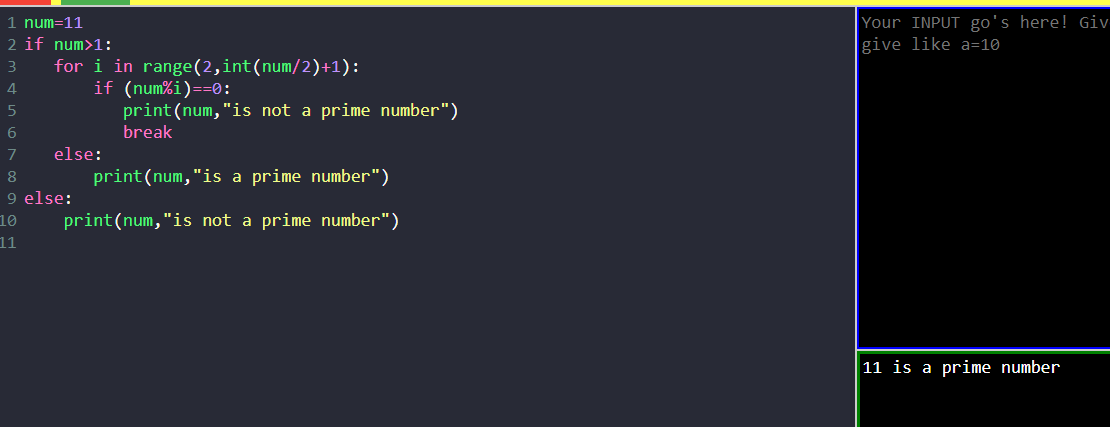 1 num=11
2 if num>1:
3    for i in range(2,int(num/2)+1):
4        if (num%i)==0:
5           print(num,"is not a prime number")
6           break
7    else:
8        print(num,"is a prime number")
9 else:
10     print(num,"is not a prime number")
11
Your INPUT go's here! Giv
give like a=10
11 is a prime number